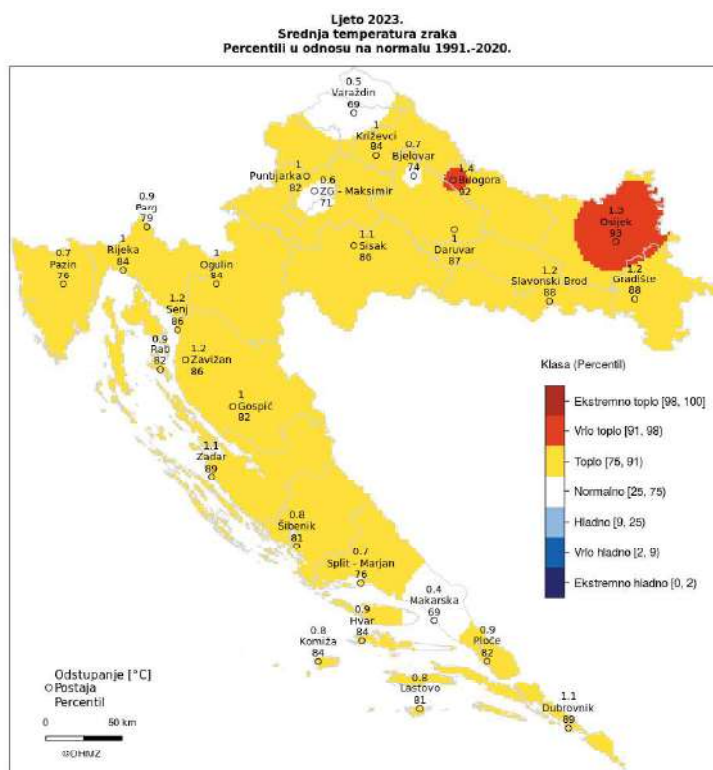 Ljeto 2023.
Srednja temperatura zraka
Percentili u odnosu na normalu 1991.-2020.
0.5
Varaždin
69
1
Križevci
84
0.7
Bjelovar
74
1.4
Bilogora
92
1
Puntijarka
82
0.6
ZG - Maksimir
71
0.9
Parg
79
1.3
Osijek
93
0.7
Pazin
76
1
Rijeka
84
1
Ogulin
84
1.1
Sisak
86
1
Daruvar
87
1.2
Slavonski Brod
88
1.2
Gradište
88
1.2
Senj
86
0.9
Rab
82
1.2
Zavižan
86
1
Gospić
82
1.1
Zadar
89
0.8
Šibenik
81
0.7
Split - Marjan
76
0.4
Makarska
69
0.9
Hvar
84
0.8
Komiža
84
0.9
Ploče
82
0.8
Lastovo
81
1.1
Dubrovnik
89
Klasa (Percentil)
Ekstremno toplo [98, 100]
Vrlo toplo [91, 98)
Toplo [75, 91)
Normalno [25, 75)
Hladno [9, 25)
Vrlo hladno [2, 9)
Ekstremno hladno [0, 2)
Odstupanje [°C]
Postaja
Percentil
0 50 km
©DHMZ